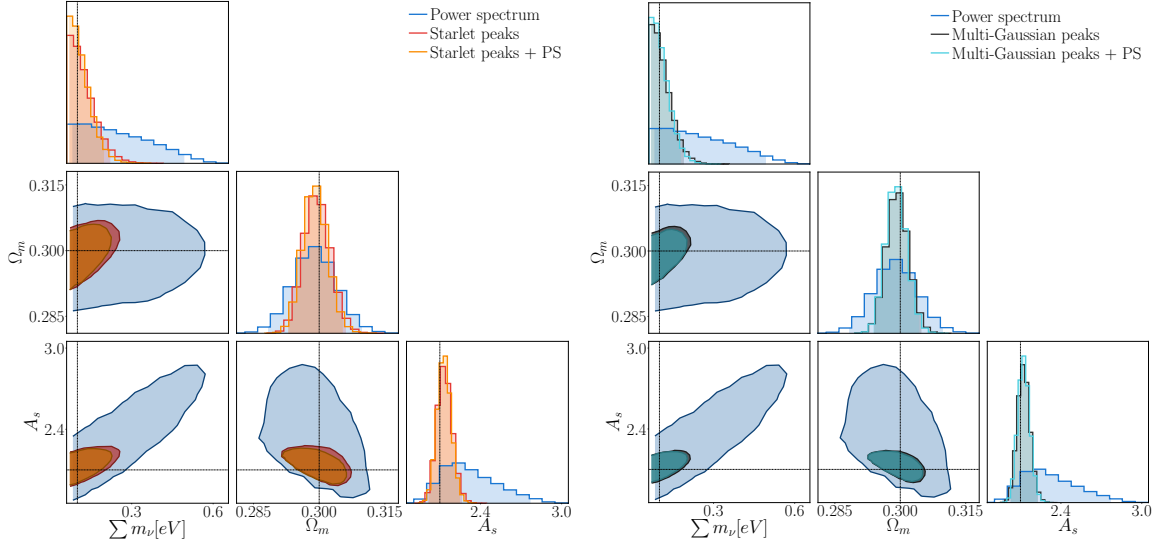 Power spectrum
Starlet peaks
Starlet peaks + PS
0.315
0.300
0.285
Ω_m
3.0
2.4
A_s
0.3 0.6
∑ m_ν[eV]
0.285 0.300 0.315
Ω_m
2.4 3.0
A_s
Power spectrum
Multi-Gaussian peaks
Multi-Gaussian peaks + PS
0.315
0.300
0.285
Ω_m
3.0
2.4
A_s
0.3 0.6
∑ m_ν[eV]
0.285 0.300 0.315
Ω_m
2.4 3.0
A_s